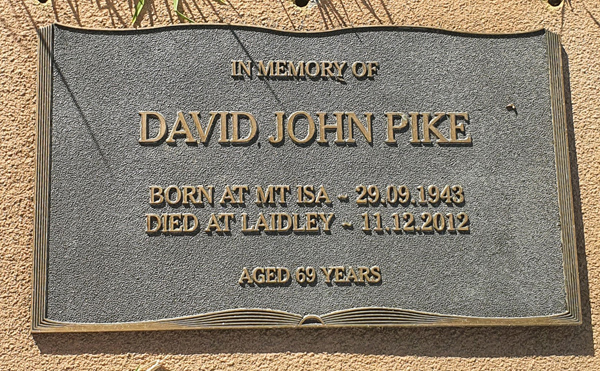 IN MEMORY OF
DAVID JOHN PIKE
BORN AT MT ISA ~ 29.09.1943
DIED AT LAIDLEY ~ 11.12.2012
AGED 69 YEARS